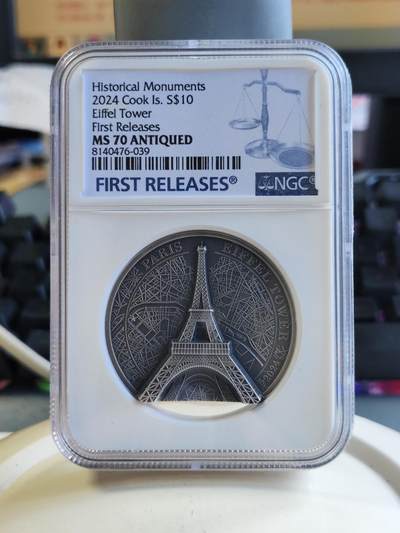 Historical Monuments
2024 Cook Is. S$10
Eiffel Tower
First Releases
MS 70 ANTIQUED
8140476-039
FIRST RELEASES®
NGC®
PARIS
EIFFEL TOWER